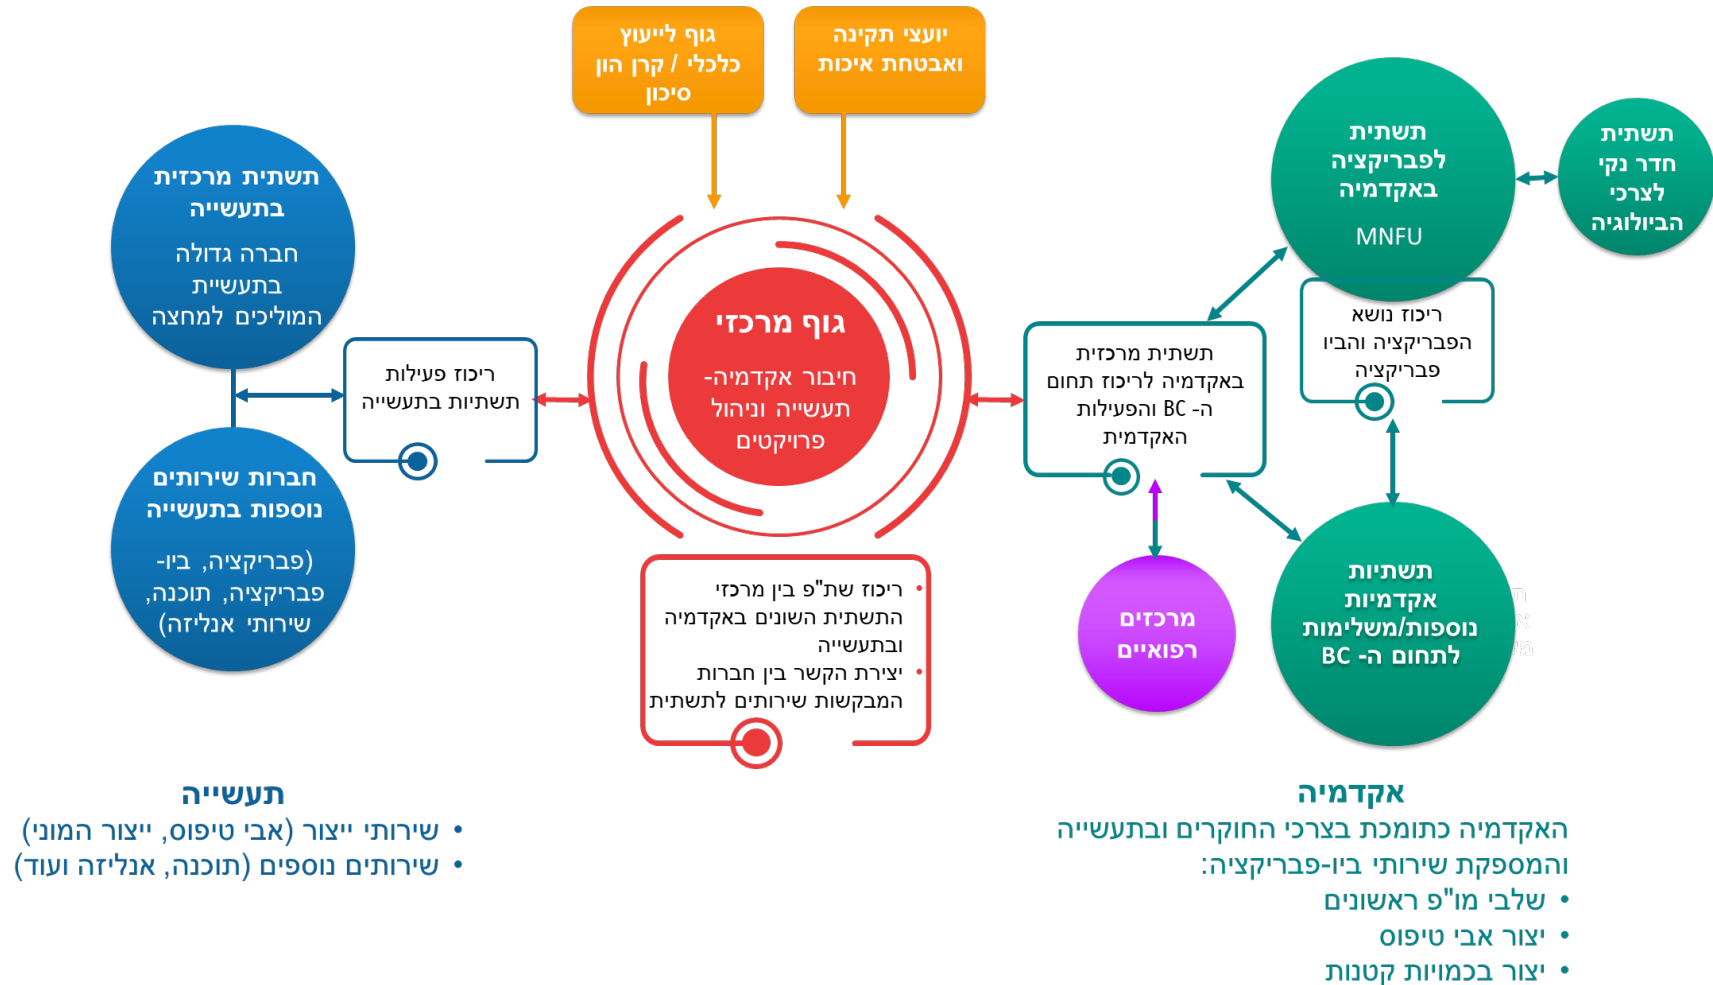 גוף לייעוץ
כלכלי / קרן הון
סיכון
יועצי תקינה
ואבטחת איכות
תשתית
לפבריקציה
באקדמיה
MNFU
תשתית
חדר נקי
לצרכי
הביולוגיה
ריכוז נושא
הפבריקציה והביו
פבריקציה
תשתית מרכזית
באקדמיה לריכוז תחום
ה- BC והפעילות
האקדמית
גוף מרכזי
חיבור אקדמיה-
תעשייה וניהול
פרויקטים
ריכוז פעילות
תשתיות בתעשייה
תשתית מרכזית
בתעשייה
חברה גדולה
בתעשיית
המוליכים למחצה
חברות שירותים
נוספות בתעשייה
(פבריקציה, ביו-
פבריקציה, תוכנה,
שירותי אנליזה)
• ריכוז שת"פ בין מרכזי
התשתית השונים באקדמיה
ובתעשייה
• יצירת הקשר בין חברות
המבקשות שירותים לתשתית
מרכזים
רפואיים
תשתיות
אקדמיות
נוספות/משלימות
לתחום ה- BC
אקדמיה
האקדמיה כתומכת בצרכי החוקרים ובתעשייה
והמספקת שירותי ביו-פבריקציה:
• שלבי מו"פ ראשונים
• יצור אבי טיפוס
• יצור בכמויות קטנות
תעשייה
• שירותי ייצור (אבי טיפוס, ייצור המוני)
• שירותים נוספים (תוכנה, אנליזה ועוד)